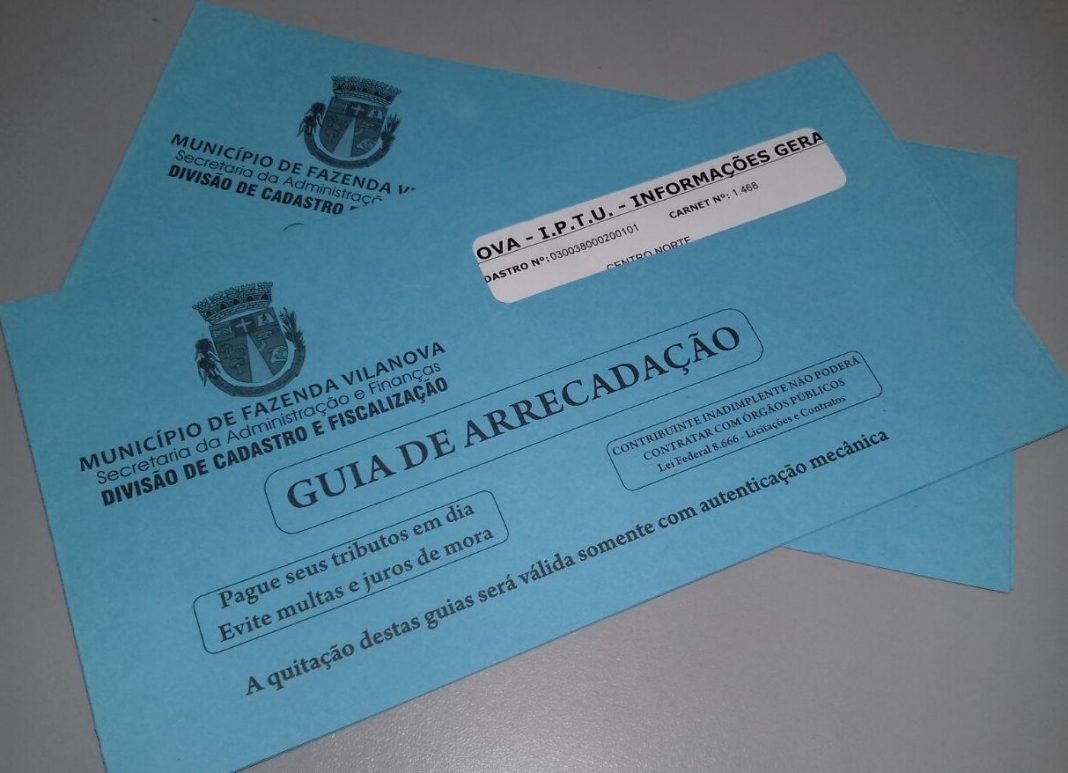 MUNICÍPIO DE FAZENDA V
Secretaria da Administraçã
DIVISÃO DE CADASTRO
OVA - I.P.T.U. - INFORMAÇÕES GERA
DASTRO Nº: 030038000200101 CARNET Nº: 1.468
CENTRO NORTE
MUNICÍPIO DE FAZENDA VILANOVA
Secretaria da Administração e Finanças
DIVISÃO DE CADASTRO E FISCALIZAÇÃO
GUIA DE ARRECADAÇÃO
CONTRIBUINTE INADIMPLENTE NÃO PODERÁ
CONTRATAR COM ÓRGÃOS PÚBLICOS
Lei Federal 8.666 - Licitações e Contratos
Pague seus tributos em dia
Evite multas e juros de mora
A quitação destas guias será válida somente com autenticação mecânica